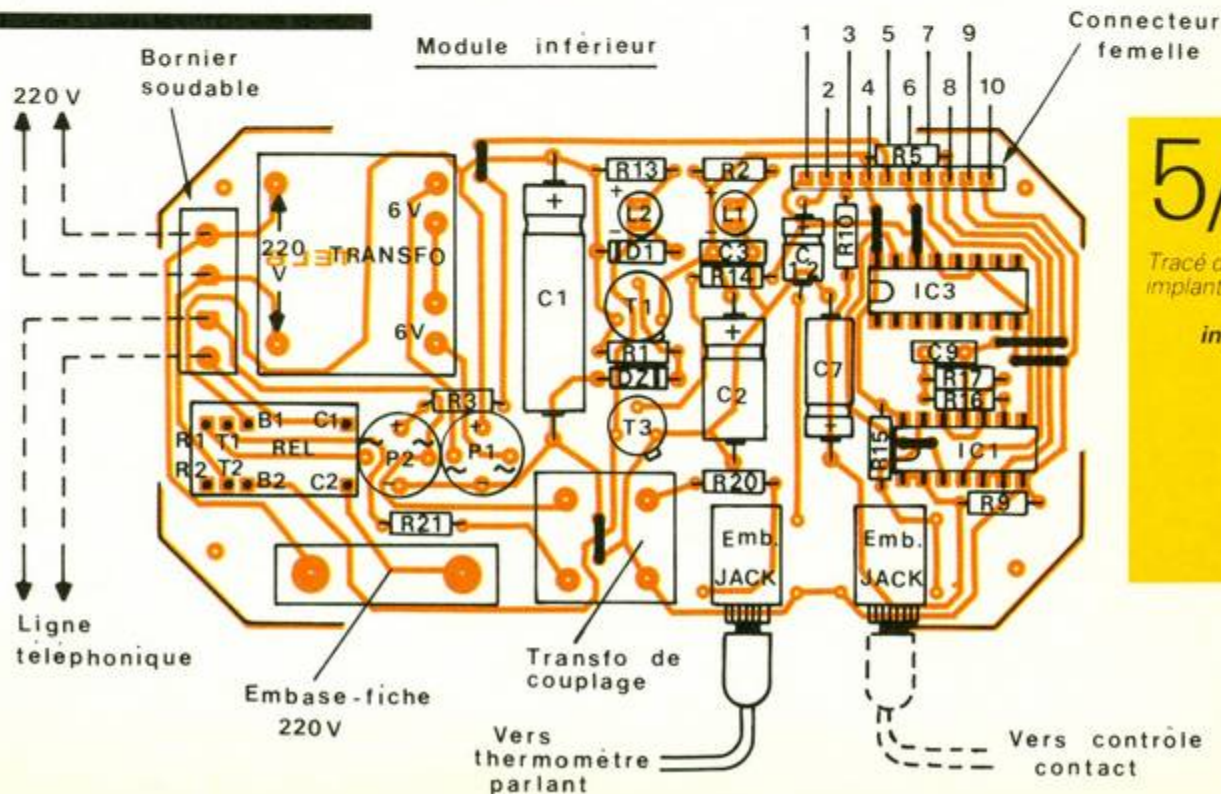 Module inférieur
Bornier
soudable
220 V
Connecteur
femelle
1
2
3
4
5
6
7
8
9
10
5/
Tracé d
implant
in
220
V
TRANSFO
6 V
6V
C1
R13
L2
D1
T1
R1
DZ1
T3
R2
L1
C3
R14
C2
C
12
R10
C7
R5
IC3
C9
R17
R16
R15
IC1
R9
R1
T1
B1
C1
REL
R2
T2
B2
C2
R3
P2
P1
R21
R20
Emb.
JACK
Emb.
JACK
Ligne
téléphonique
Embase-fiche
220 V
Transfo de
couplage
Vers
thermomètre
parlant
Vers contrôle
contact